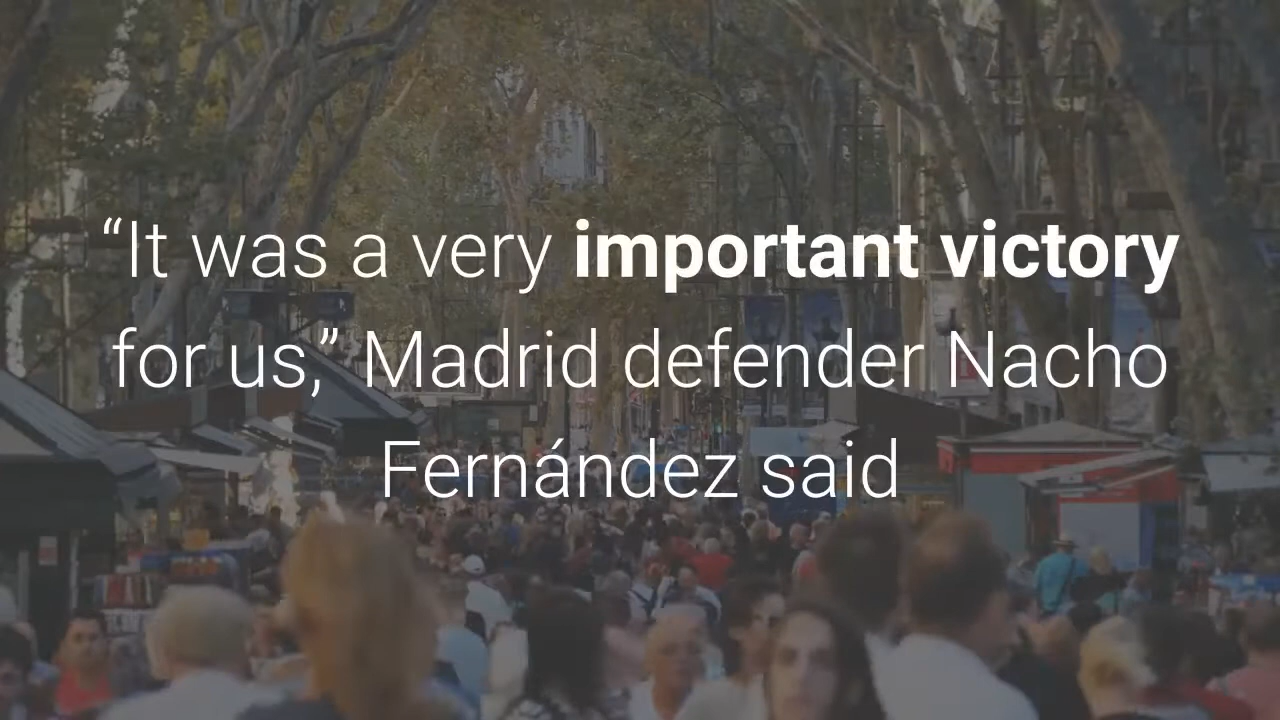 “It was a very important victory
for us,” Madrid defender Nacho
Fernández said